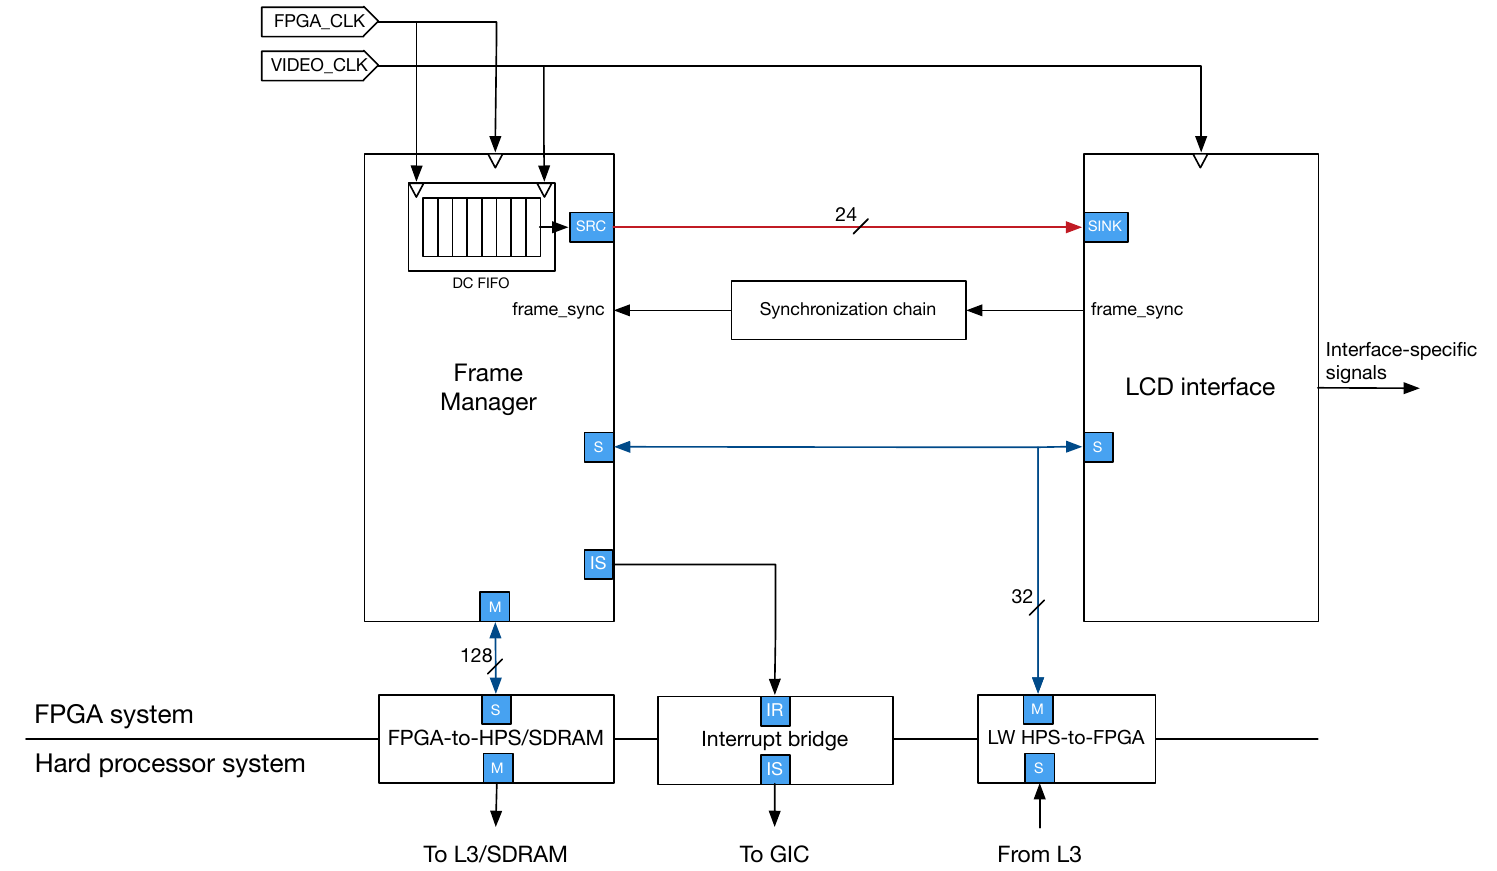 FPGA_CLK
VIDEO_CLK
SRC
24
SINK
DC FIFO
frame_sync
Synchronization chain
frame_sync
Frame
Manager
LCD interface
Interface-specific
signals
S
S
IS
M
32
128
S
IR
M
FPGA system
FPGA-to-HPS/SDRAM
Interrupt bridge
LW HPS-to-FPGA
Hard processor system
M
IS
S
To L3/SDRAM
To GIC
From L3